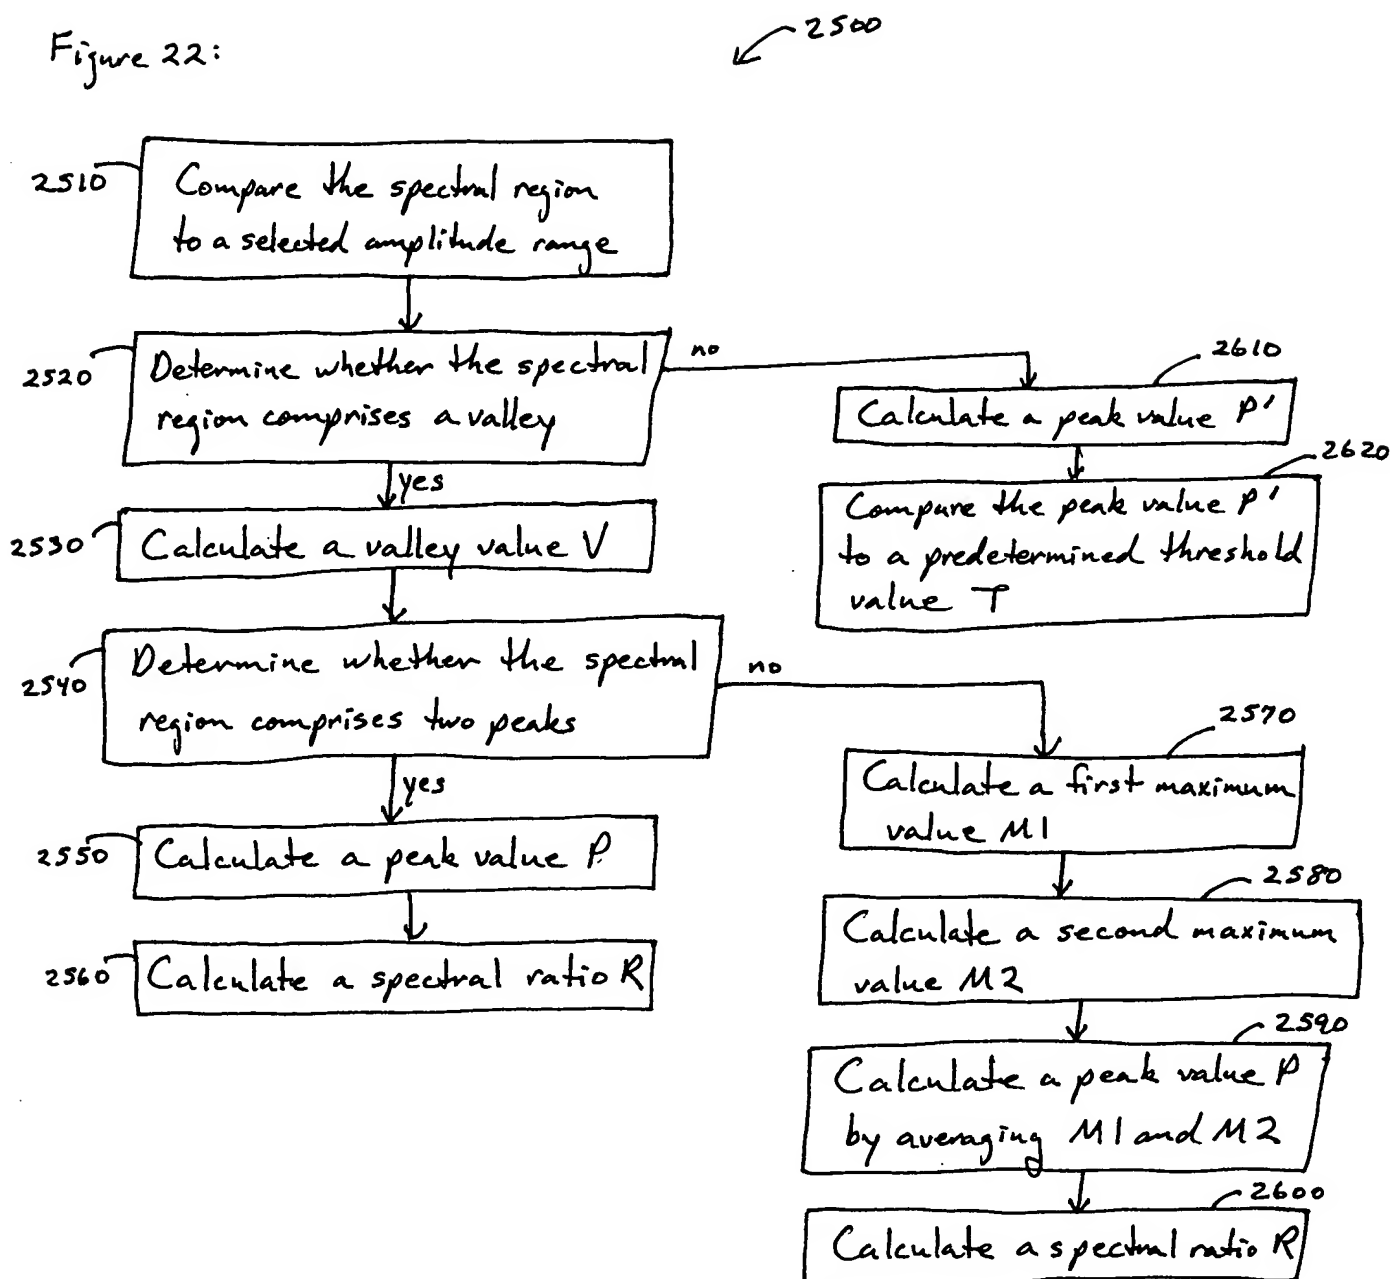 Figure 22:
2500
2510
Compare the spectral region
to a selected amplitude range
2520
Determine whether the spectral
region comprises a valley
no
yes
2610
Calculate a peak value P'
2620
Compare the peak value P'
to a predetermined threshold
value T
2530
Calculate a valley value V
2540
Determine whether the spectral
region comprises two peaks
no
yes
2550
Calculate a peak value P.
2560
Calculate a spectral ratio R
2570
Calculate a first maximum
value M1
2580
Calculate a second maximum
value M2
2590
Calculate a peak value P
by averaging M1 and M2
2600
Calculate a spectral ratio R